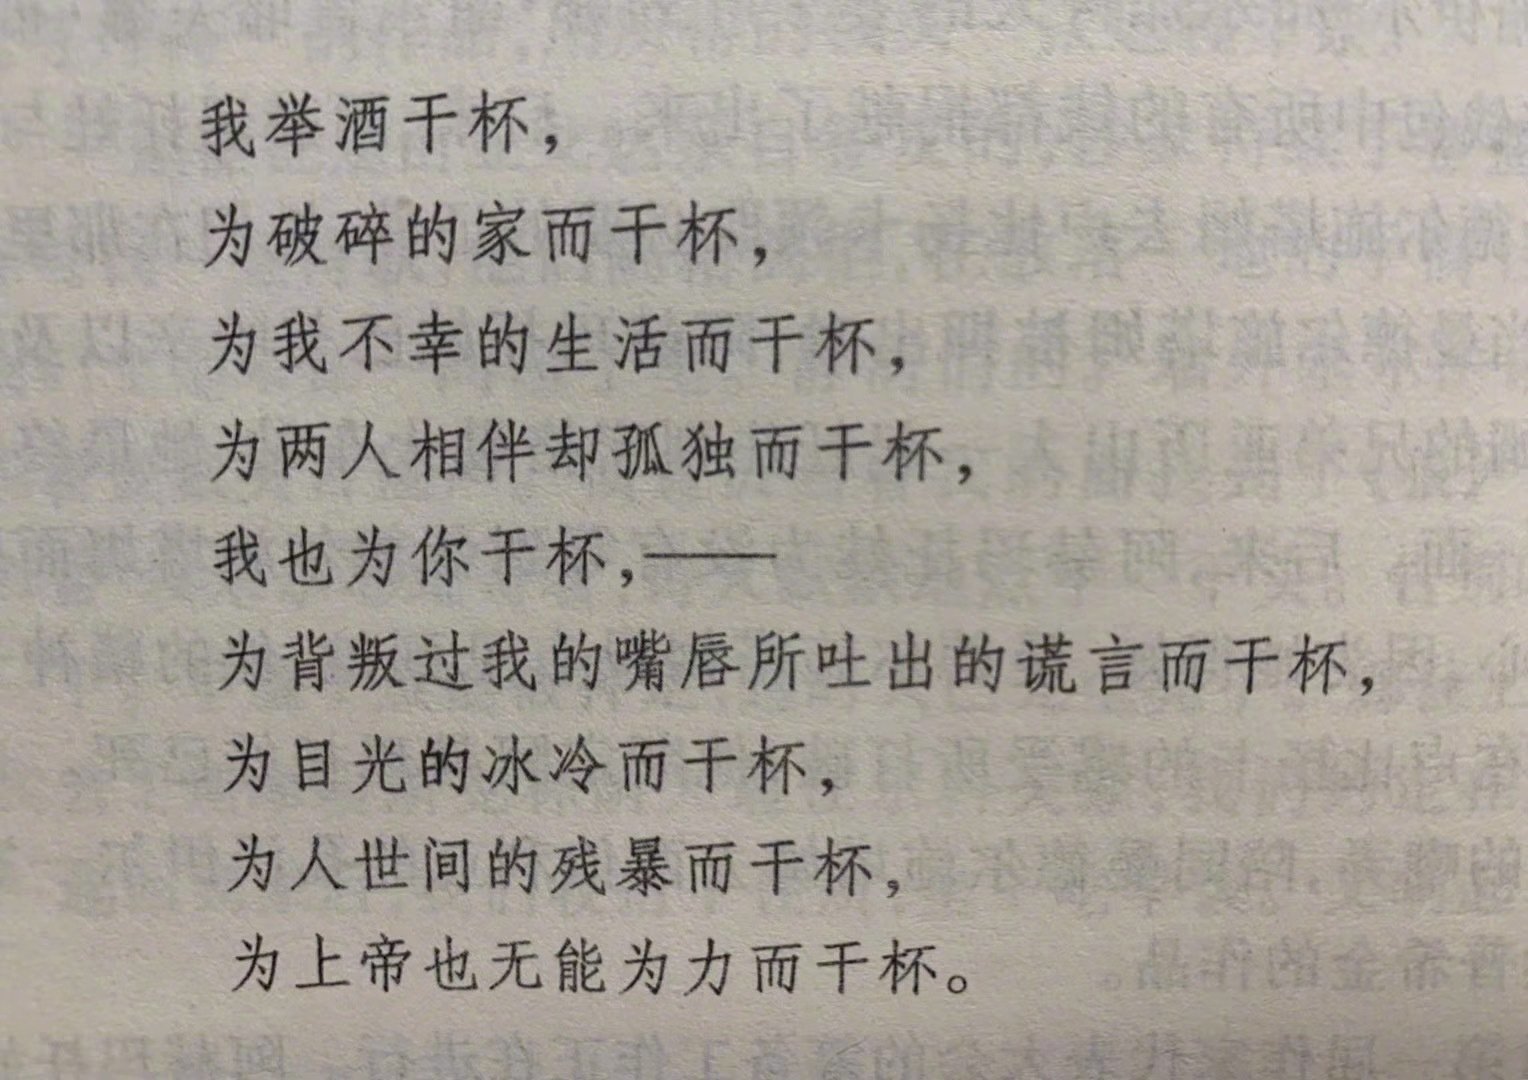 我举酒干杯，
为破碎的家而干杯，
为我不幸的生活而干杯，
为两人相伴却孤独而干杯，
我也为你干杯，——
为背叛过我的嘴唇所吐出的谎言而干杯，
为目光的冰冷而干杯，
为人世间的残暴而干杯，
为上帝也无能为力而干杯。